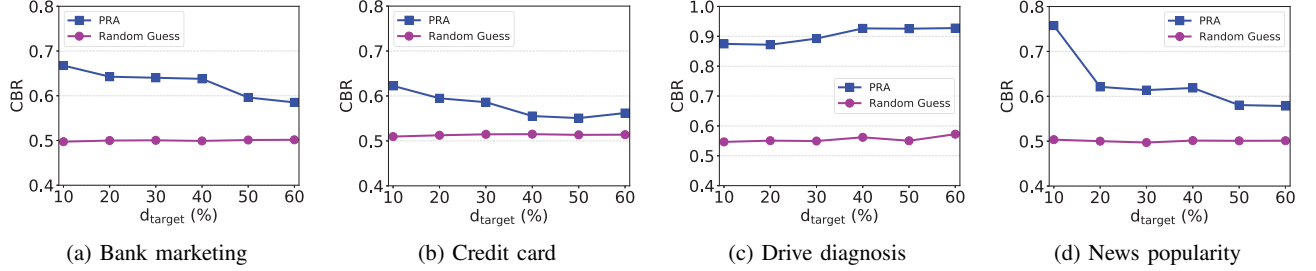 0.8
0.7
0.6
0.5
0.4
CBR
PRA
Random Guess
10 20 30 40 50 60
d_target (%)
(a) Bank marketing
0.8
0.7
0.6
0.5
0.4
CBR
PRA
Random Guess
10 20 30 40 50 60
d_target (%)
(b) Credit card
1.0
0.9
0.8
0.7
0.6
0.5
0.4
CBR
PRA
Random Guess
10 20 30 40 50 60
d_target (%)
(c) Drive diagnosis
0.8
0.7
0.6
0.5
0.4
CBR
PRA
Random Guess
10 20 30 40 50 60
d_target (%)
(d) News popularity